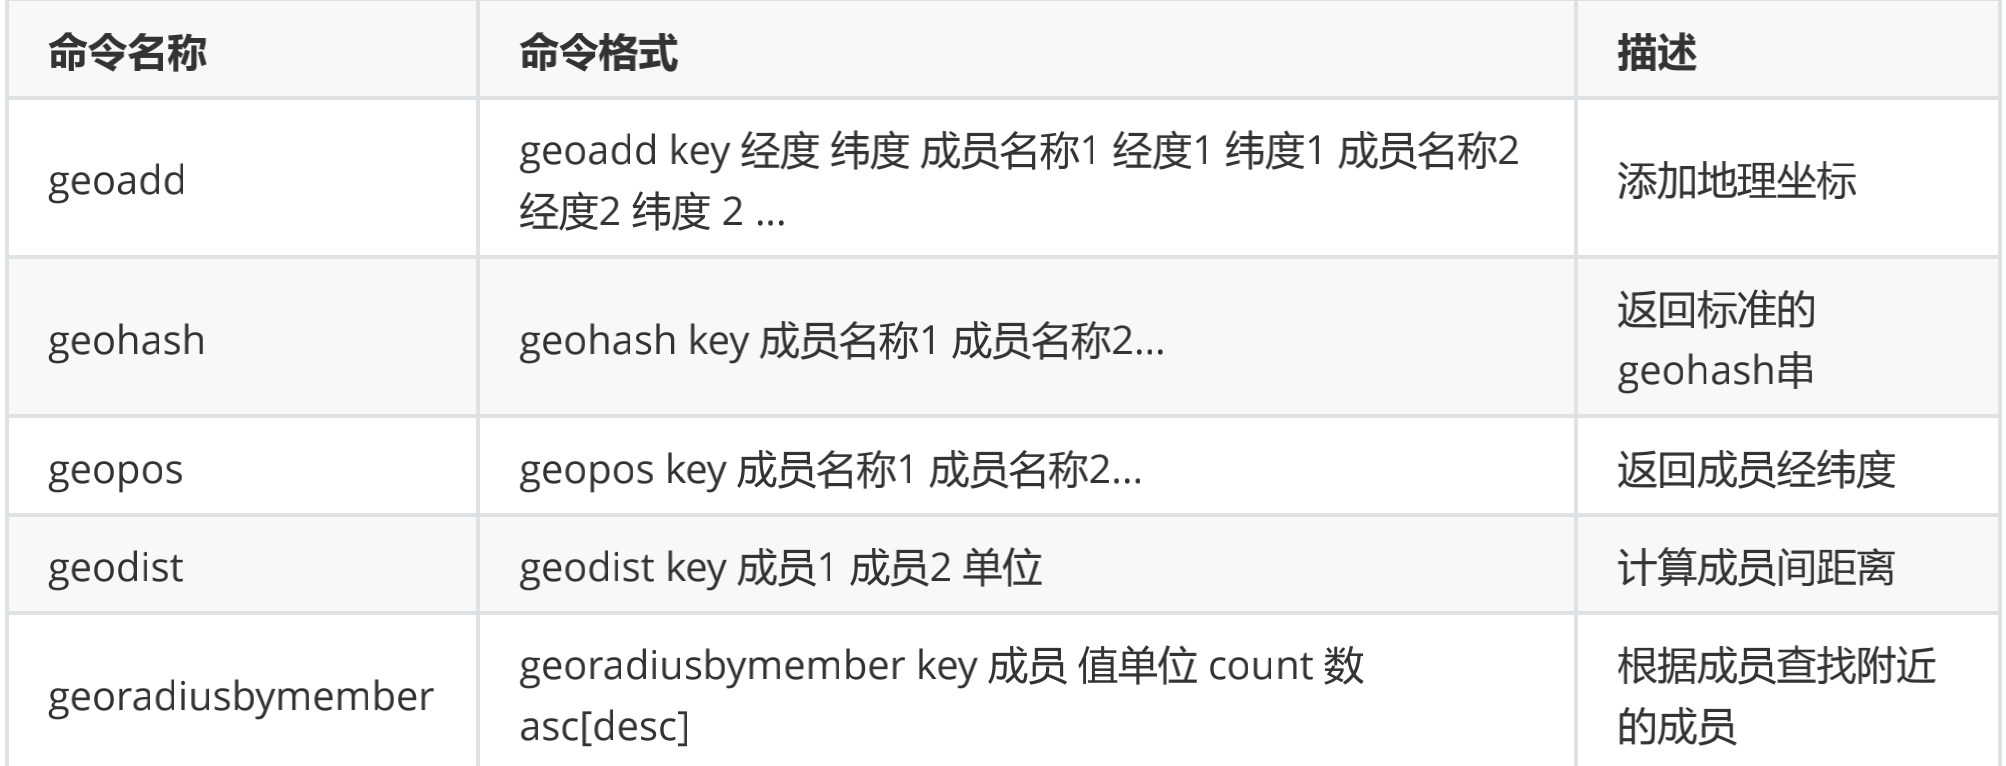 命令名称 命令格式 描述
geoadd
geoadd key 经度 纬度 成员名称1 经度1 纬度1 成员名称2
经度2 纬度 2 ...
添加地理坐标
geohash
geohash key 成员名称1 成员名称2...
返回标准的
geohash串
geopos
geopos key 成员名称1 成员名称2...
返回成员经纬度
geodist
geodist key 成员1 成员2 单位
计算成员间距离
georadiusbymember
georadiusbymember key 成员 值单位 count 数
asc[desc]
根据成员查找附近
的成员